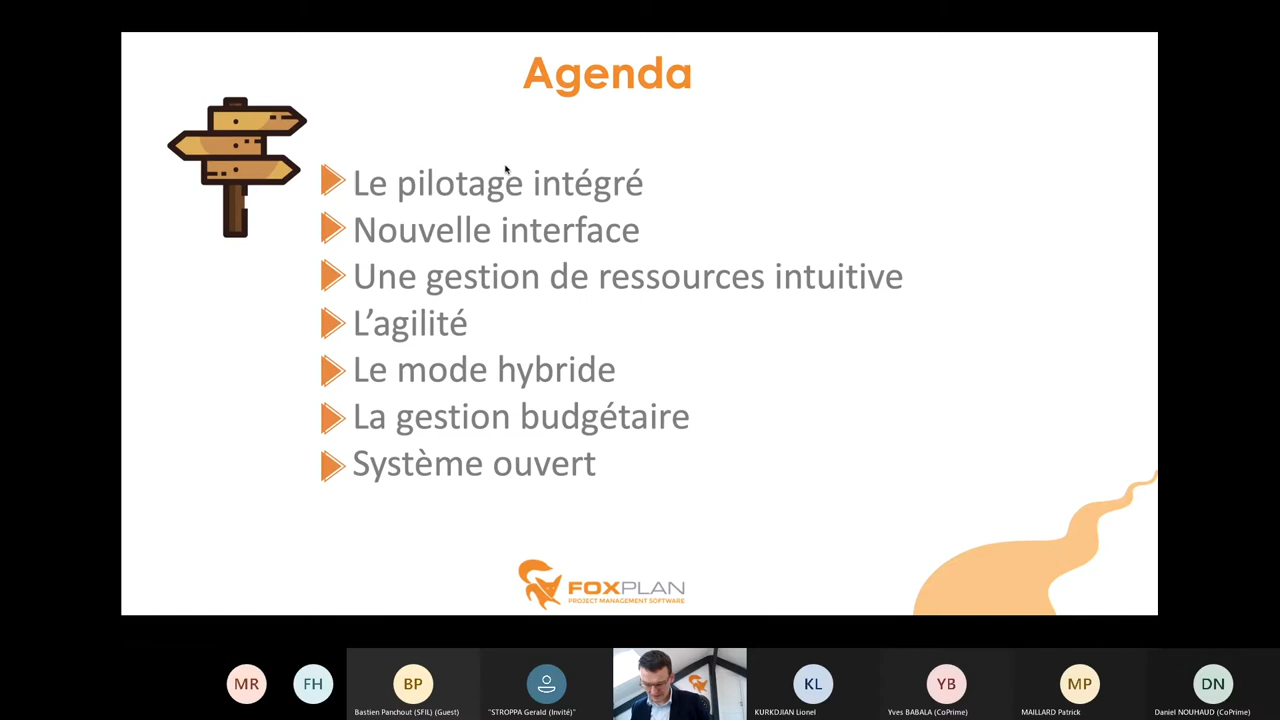 Agenda
Le pilotage intégré
Nouvelle interface
Une gestion de ressources intuitive
L’agilité
Le mode hybride
La gestion budgétaire
Système ouvert
FOXPLAN
PROJECT MANAGEMENT SOFTWARE
MR
FH
BP
KL
YB
MP
DN
Bastien Panchout (SFIL) (Guest)
"STROPPA Gerald (Invité)"
KURKDJIAN Lionel
Yves BABALA (CoPrime)
MAILLARD Patrick
Daniel NOUHAUD (CoPrime)